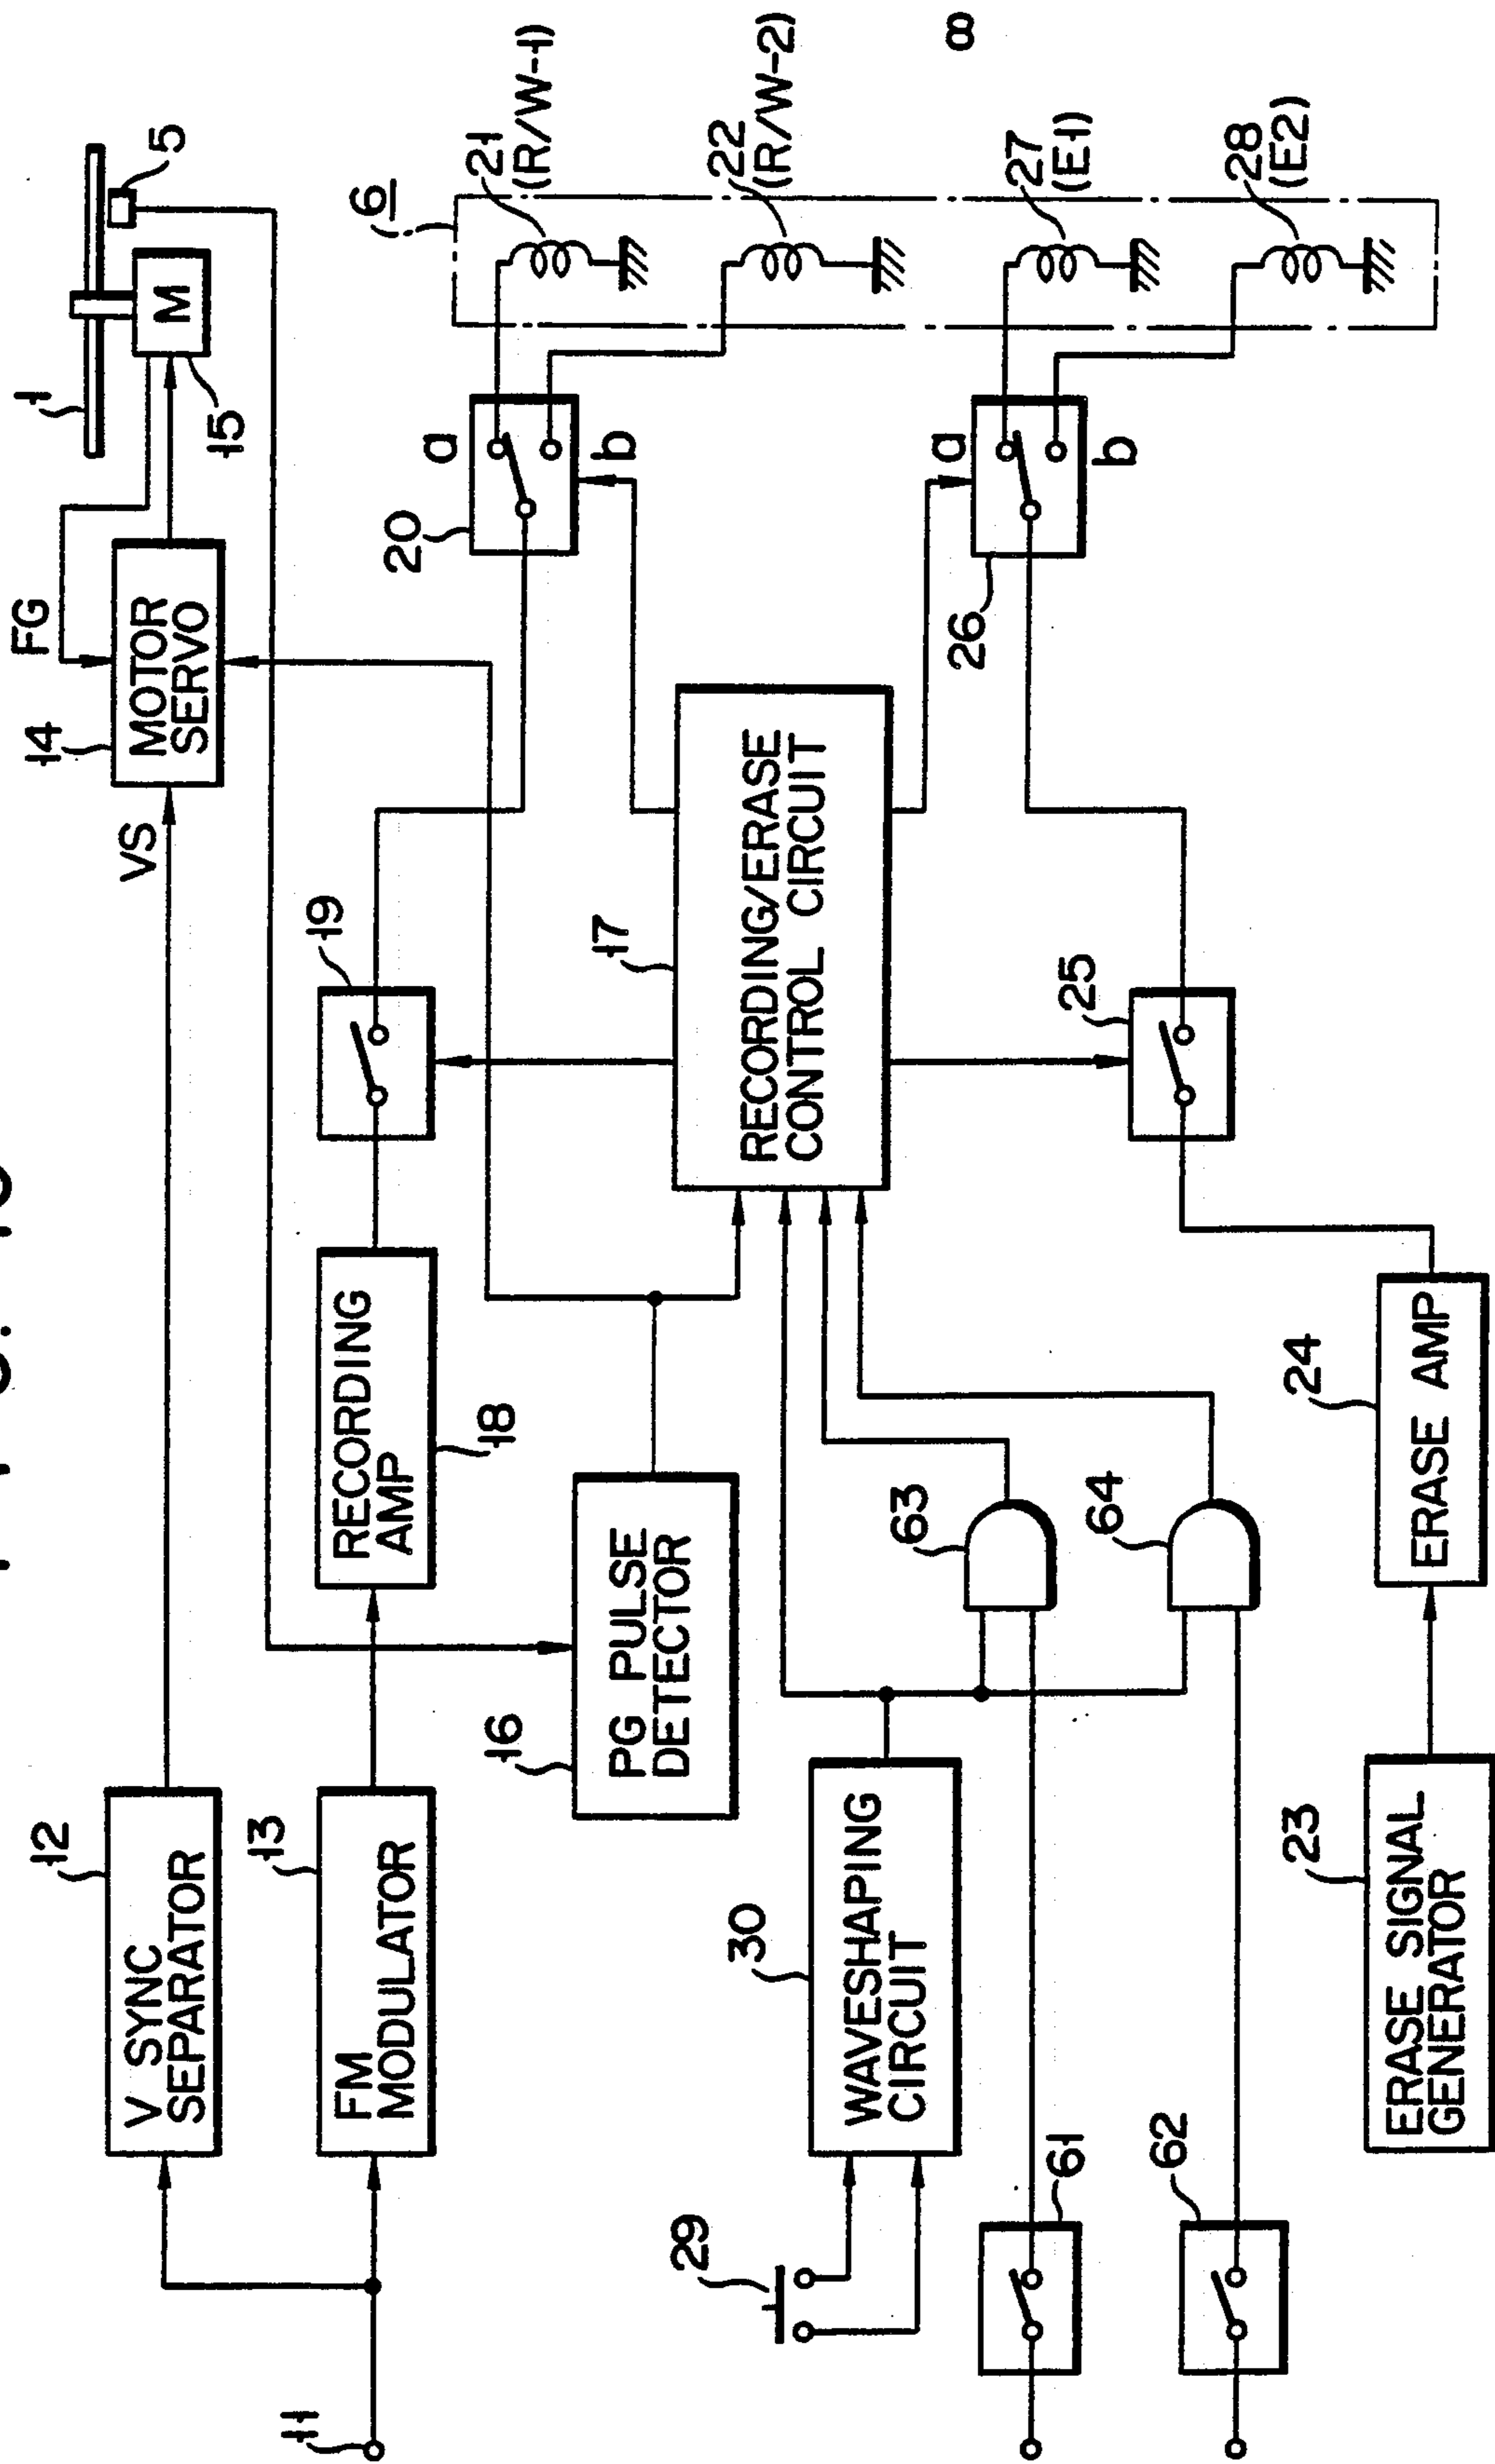 11
12
V SYNC
SEPARATOR
VS
14
MOTOR
SERVO
FG
1
15
M
5
13
FM
MODULATOR
RECORDING
AMP
18
19
20
a
b
6
21
(R/W-1)
22
(R/W-2)
16
PG PULSE
DETECTOR
17
RECORDING/ERASE
CONTROL CIRCUIT
26
a
b
27
(E1)
28
(E2)
8
29
30
WAVESHAPING
CIRCUIT
63
64
25
61
62
23
ERASE SIGNAL
GENERATOR
24
ERASE AMP